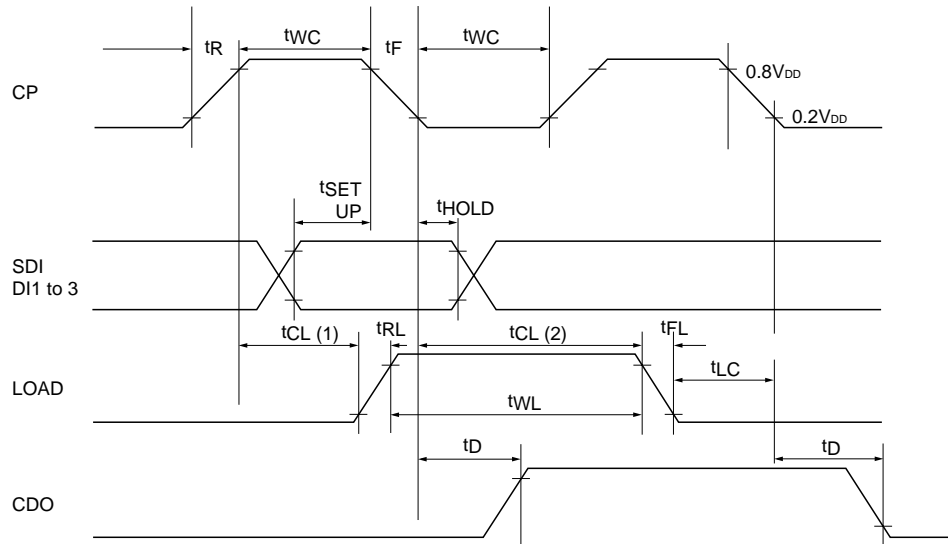 tR tWC tF tWC
CP
0.8VDD
0.2VDD
tSET
UP
tHOLD
SDI
DI1 to 3
tCL (1) tRL tCL (2) tFL
LOAD
tLC
tWL
tD tD
CDO